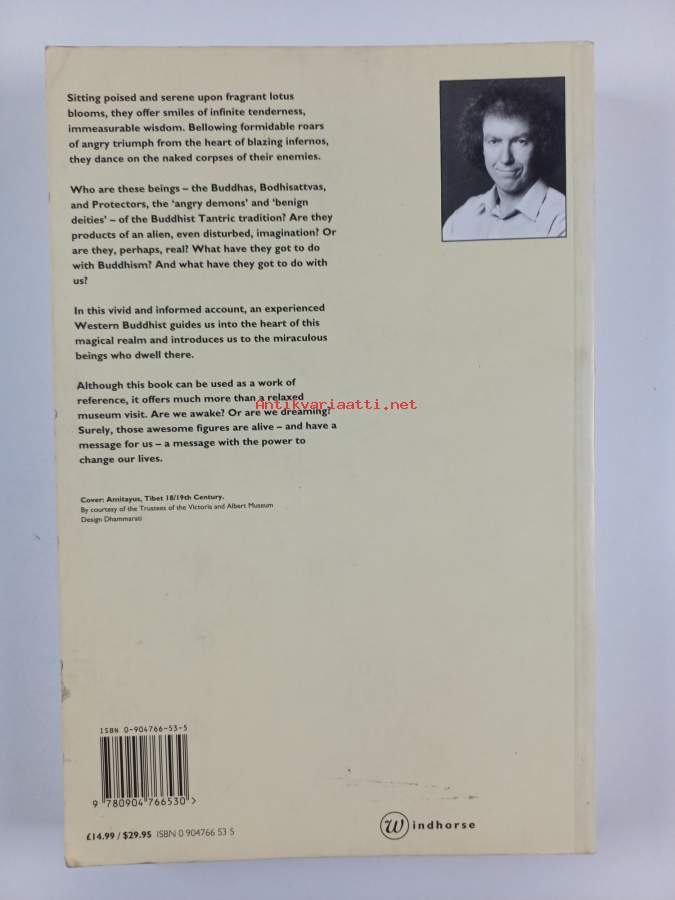 Sitting poised and serene upon fragrant lotus
blooms, they offer smiles of infinite tenderness,
immeasurable wisdom. Bellowing formidable roars
of angry triumph from the heart of blazing infernos,
they dance on the naked corpses of their enemies.
Who are these beings – the Buddhas, Bodhisattvas,
and Protectors, the ‘angry demons’ and ‘benign
deities’ – of the Buddhist Tantric tradition? Are they
products of an alien, even disturbed, imagination? Or
are they, perhaps, real? What have they got to do
with Buddhism? And what have they got to do with
us?
In this vivid and informed account, an experienced
Western Buddhist guides us into the heart of this
magical realm and introduces us to the miraculous
beings who dwell there.
Although this book can be used as a work of
reference, it offers much more than a relaxed
Antikvariaatti.net
museum visit. Are we awake? Or are we dreaming?
Surely, those awesome figures are alive – and have a
message for us – a message with the power to
change our lives.
Cover: Amitayus, Tibet 18/19th Century.
By courtesy of the Trustees of the Victoria and Albert Museum
Design Dhammarati
ISBN 0-904766-53-5
9 780904 766530 >
£14.99 / $29.95 ISBN 0 904766 53 5
Windhorse